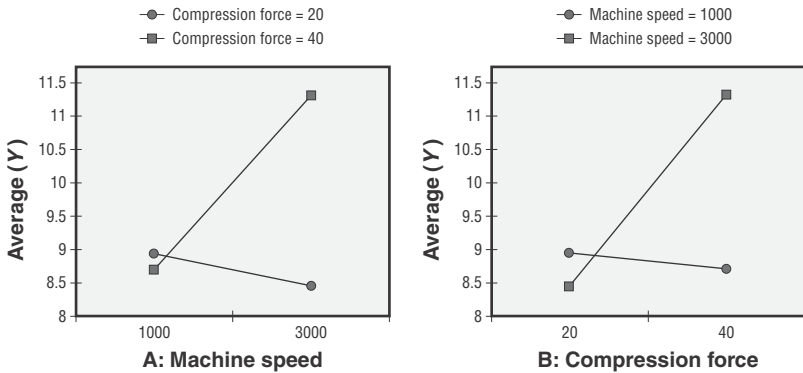 Compression force = 20
Compression force = 40
11.5
11
10.5
10
10.5
9
8.5
8
Average (Y)
1000
3000
A: Machine speed
Machine speed = 1000
Machine speed = 3000
11.5
11
10.5
10
10.5
9
8.5
8
Average (Y)
20
40
B: Compression force